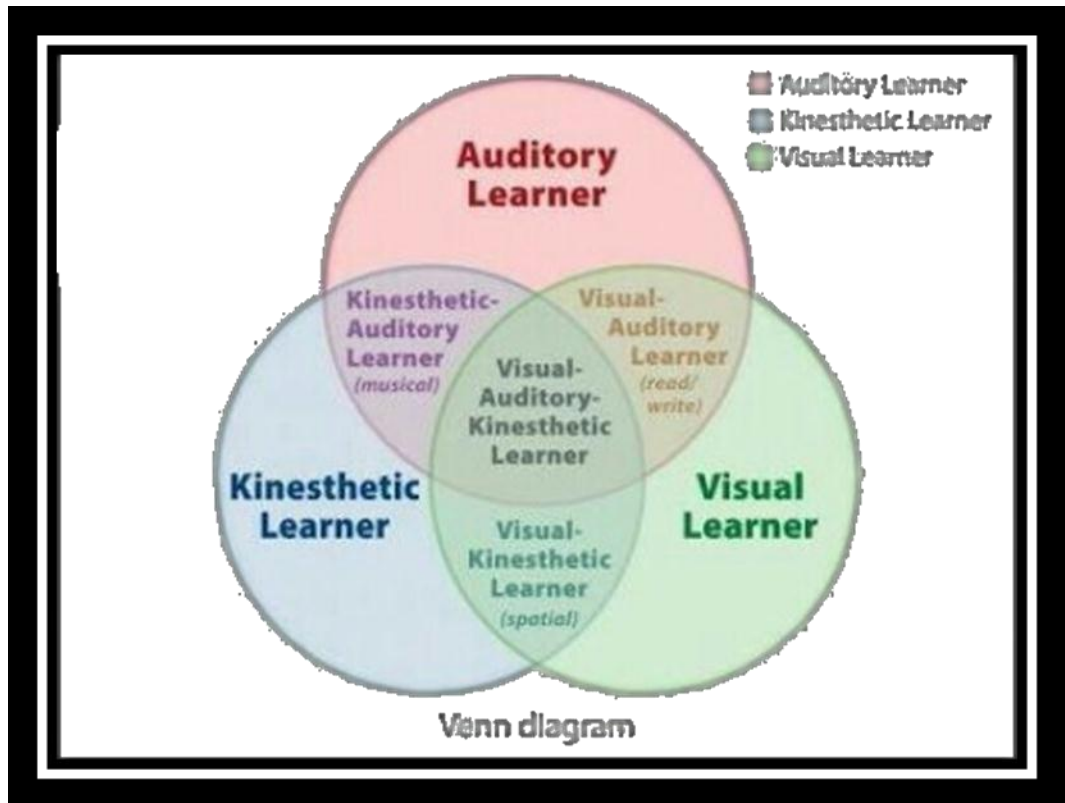 Auditory Learner
Kinesthetic Learner
Visual Learner
Auditory
Learner
Kinesthetic-
Auditory
Learner
(musical)
Visual-
Auditory
Learner
(read/
write)
Visual-
Auditory-
Kinesthetic
Learner
Kinesthetic
Learner
Visual
Learner
Visual-
Kinesthetic
Learner
(spatial)
Venn diagram